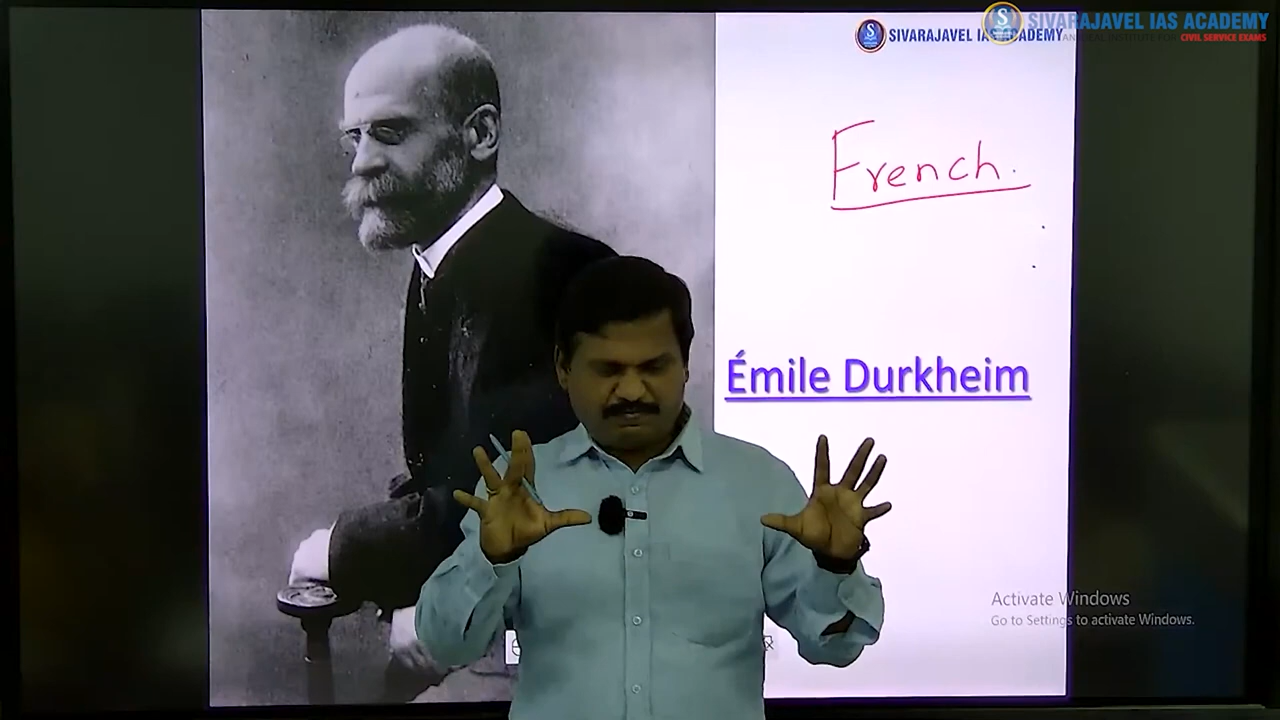 SIVARAJAVEL IAS ACADEMY
SIVARAJAVEL IAS ACADEMY
CIVIL SERVICE EXAMS
French.
Émile Durkheim
Activate Windows
Go to Settings to activate Windows.